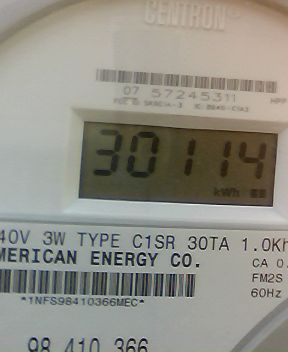 CENTRON®
07 57245311
30114
kWh
40V 3W TYPE C1SR 30TA 1.0Kh
MERICAN ENERGY CO.
CA 0.
FM2S
60Hz
*1NFS98410366MEC*
98 410 366